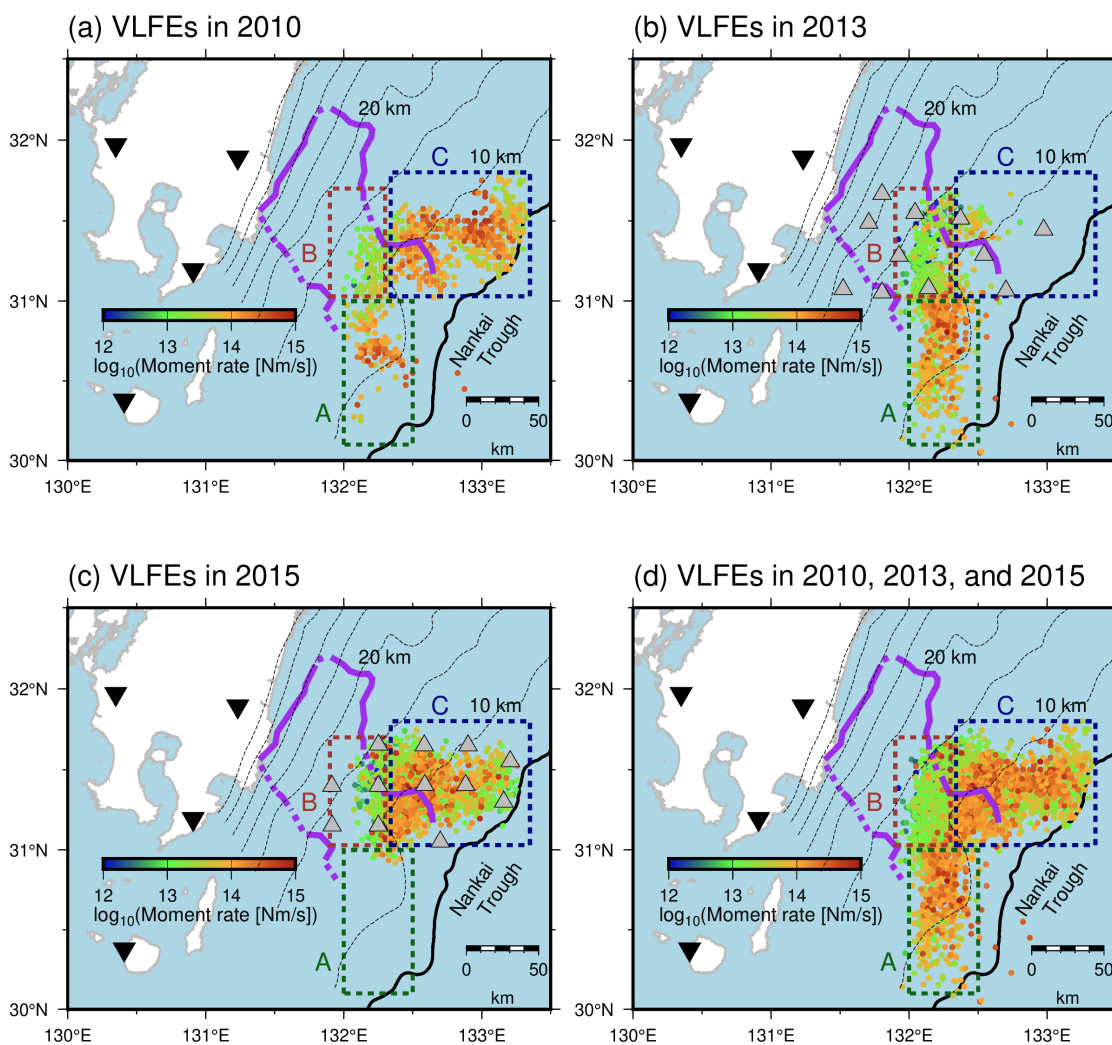 (a) VLFEs in 2010
20 km
C
10 km
32°N
B
31°N
12 13 14 15
log10(Moment rate [Nm/s])
Nankai
Trough
A
0 50
km
30°N
130°E 131°E 132°E 133°E
(b) VLFEs in 2013
20 km
C
10 km
32°N
B
31°N
12 13 14 15
log10(Moment rate [Nm/s])
Nankai
Trough
A
0 50
km
30°N
130°E 131°E 132°E 133°E
(c) VLFEs in 2015
20 km
C
10 km
32°N
B
31°N
12 13 14 15
log10(Moment rate [Nm/s])
Nankai
Trough
A
0 50
km
30°N
130°E 131°E 132°E 133°E
(d) VLFEs in 2010, 2013, and 2015
20 km
C
10 km
32°N
B
31°N
12 13 14 15
log10(Moment rate [Nm/s])
Nankai
Trough
A
0 50
km
30°N
130°E 131°E 132°E 133°E